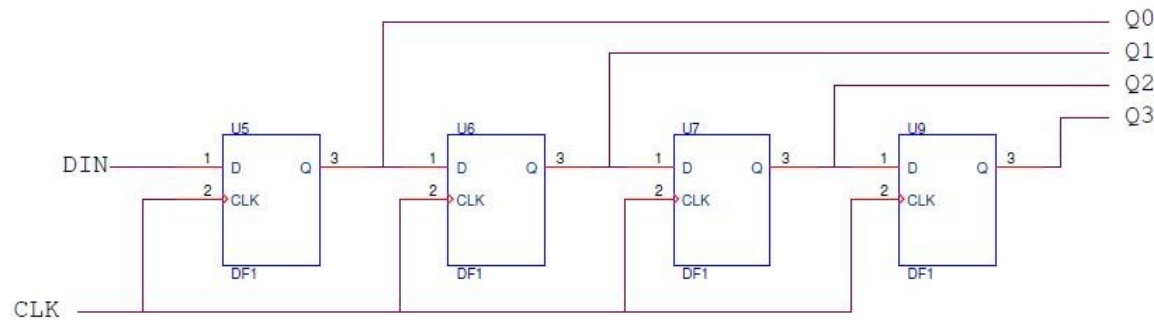 Q0
Q1
Q2
Q3
U5 U6 U7 U9
DIN 1 D Q 3 1 D Q 3 1 D Q 3 1 D Q 3
2 CLK 2 CLK 2 CLK 2 CLK
DF1 DF1 DF1 DF1
CLK